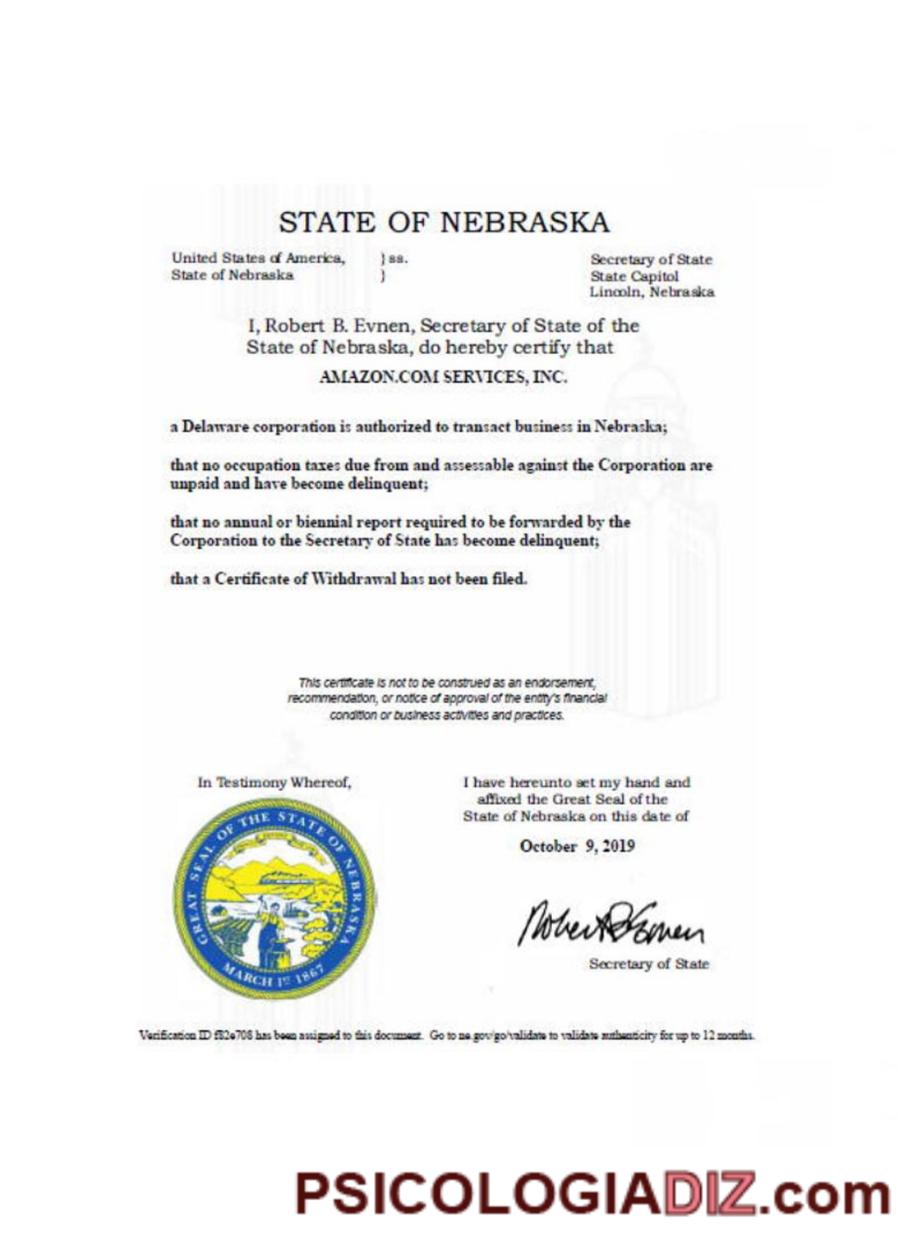 STATE OF NEBRASKA
United States of America, } ss.
State of Nebraska }
Secretary of State
State Capitol
Lincoln, Nebraska
I, Robert B. Evnen, Secretary of State of the
State of Nebraska, do hereby certify that
AMAZON.COM SERVICES, INC.
a Delaware corporation is authorized to transact business in Nebraska;
that no occupation taxes due from and assessable against the Corporation are
unpaid and have become delinquent;
that no annual or biennial report required to be forwarded by the
Corporation to the Secretary of State has become delinquent;
that a Certificate of Withdrawal has not been filed.
This certificate is not to be construed as an endorsement,
recommendation, or notice of approval of the entity's financial
condition or business activities and practices.
In Testimony Whereof,
GREAT SEAL OF THE STATE OF NEBRASKA
MARCH 1ST 1867
I have hereunto set my hand and
affixed the Great Seal of the
State of Nebraska on this date of
October 9, 2019
Robert B Evnen
Secretary of State
Verification ID f82e708 has been assigned to this document. Go to ne.gov/go/validate to validate authenticity for up to 12 months.
PSICOLOGIADIZ.com